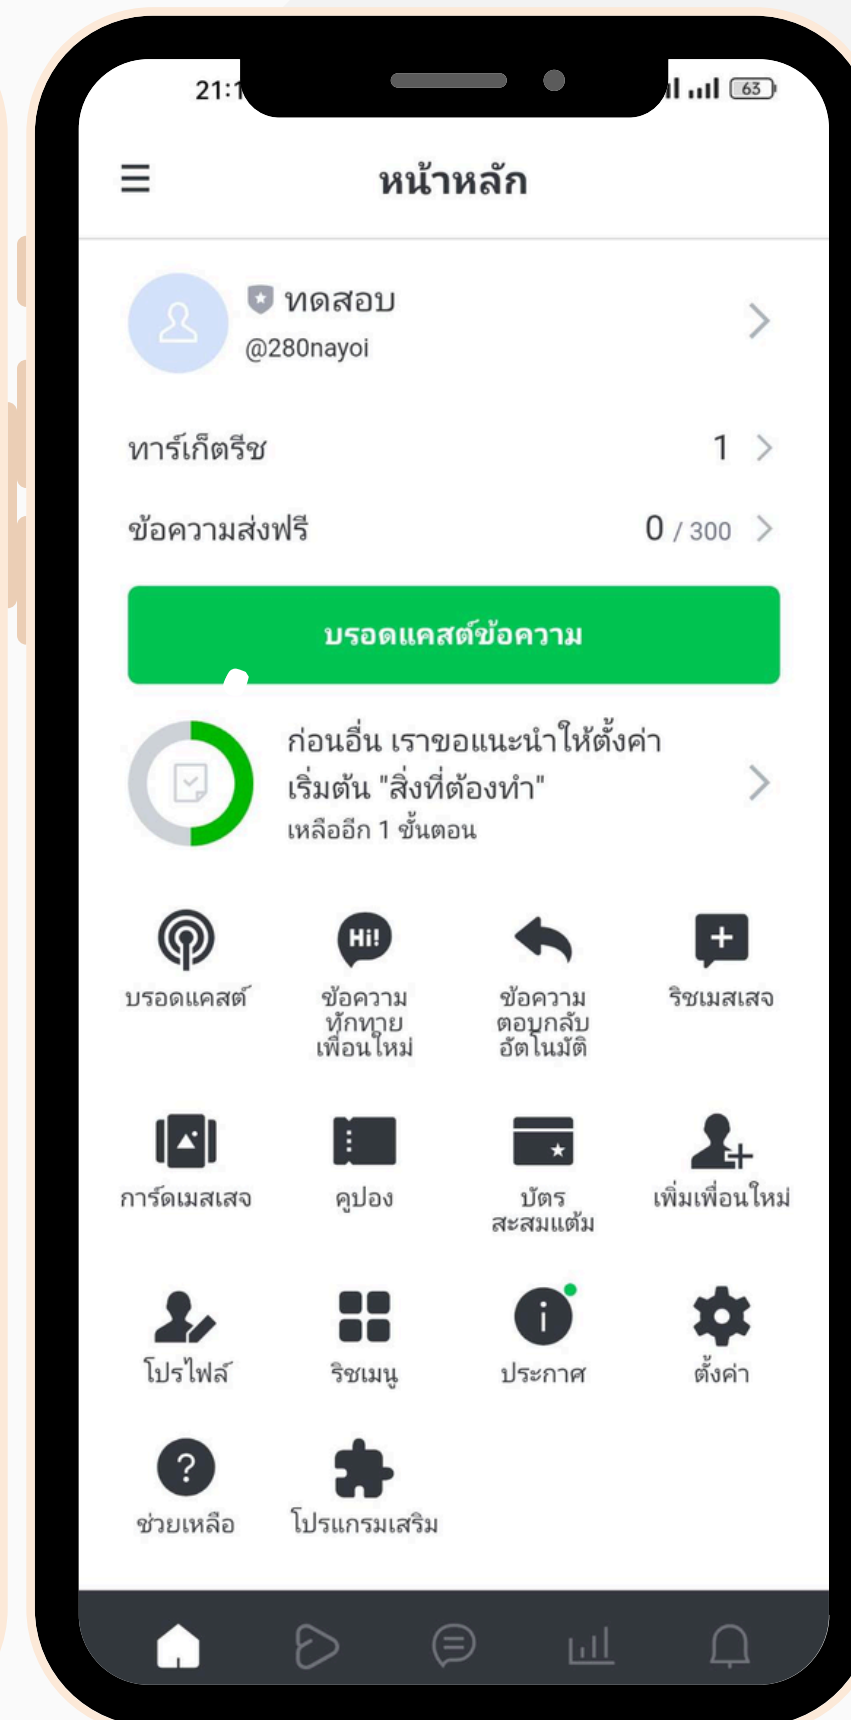 21:1
63
หน้าหลัก
ทดสอบ
@280nayoi
ทาร์เก็ตรีช 1
ข้อความส่งฟรี 0 / 300
บรอดแคสต์ข้อความ
ก่อนอื่น เราขอแนะนำให้ตั้งค่า
เริ่มต้น "สิ่งที่ต้องทำ"
เหลืออีก 1 ขั้นตอน
Hi!
บรอดแคสต์
ข้อความ
ทักทาย
เพื่อนใหม่
ข้อความ
ตอบกลับ
อัตโนมัติ
ริชเมสเสจ
การ์ดเมสเสจ
คูปอง
บัตร
สะสมแต้ม
เพิ่มเพื่อนใหม่
โปรไฟล์
ริชเมนู
ประกาศ
ตั้งค่า
ช่วยเหลือ
โปรแกรมเสริม